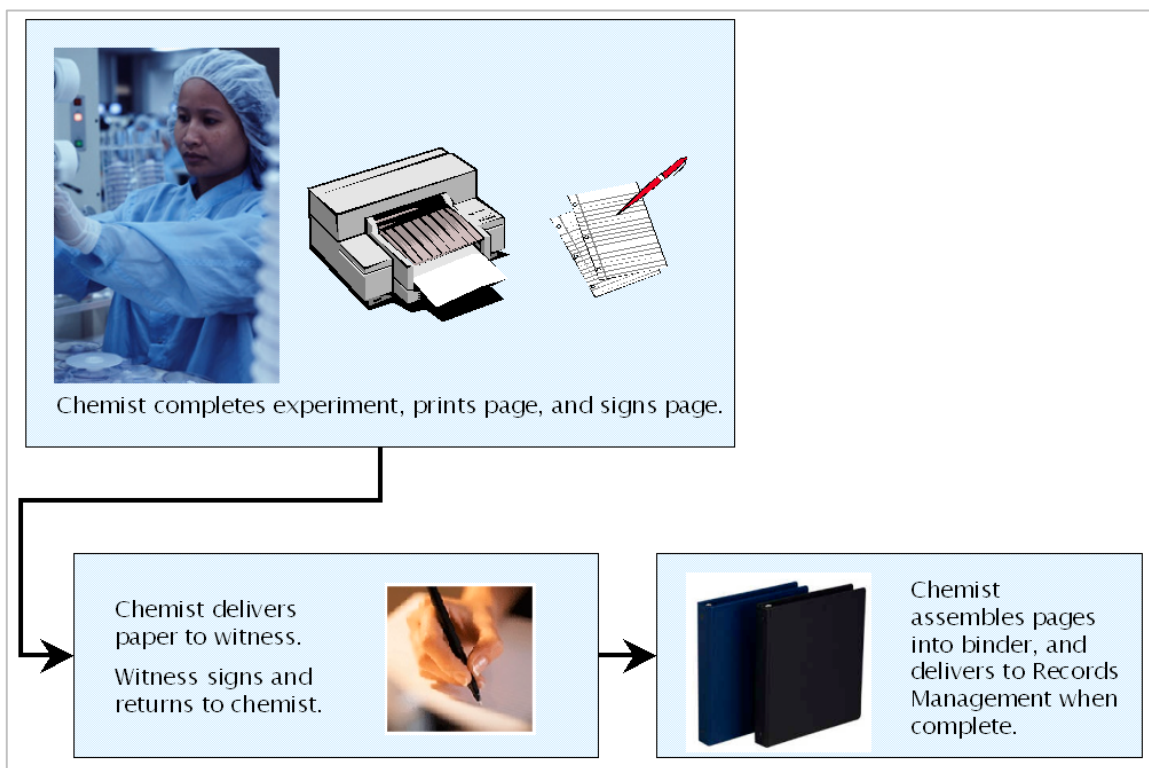 Chemist completes experiment, prints page, and signs page.
Chemist delivers
paper to witness.
Witness signs and
returns to chemist.
Chemist
assembles pages
into binder, and
delivers to Records
Management when
complete.